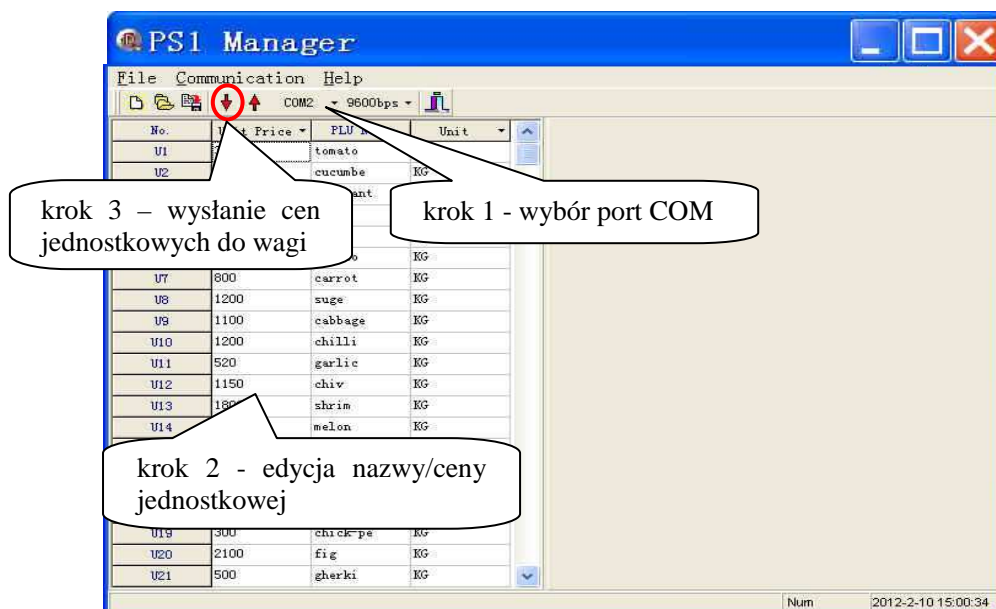 PS1 Manager
File Communication Help
COM2 9600bps
No. Price PLU Unit
U1 tomato
U2 cucumbe KG
krok 3 – wysłanie cen
jednostkowych do wagi
krok 1 - wybór port COM
KG
U7 800 carrot KG
U8 1200 suge KG
U9 1100 cabbage KG
U10 1200 chilli KG
U11 520 garlic KG
U12 1150 chiv KG
U13 shrim KG
U14 melon KG
krok 2 - edycja nazwy/ceny
jednostkowej
U19 300 chick-pe KG
U20 2100 fig KG
U21 500 gherki KG
Num 2012-2-10 15:00:34